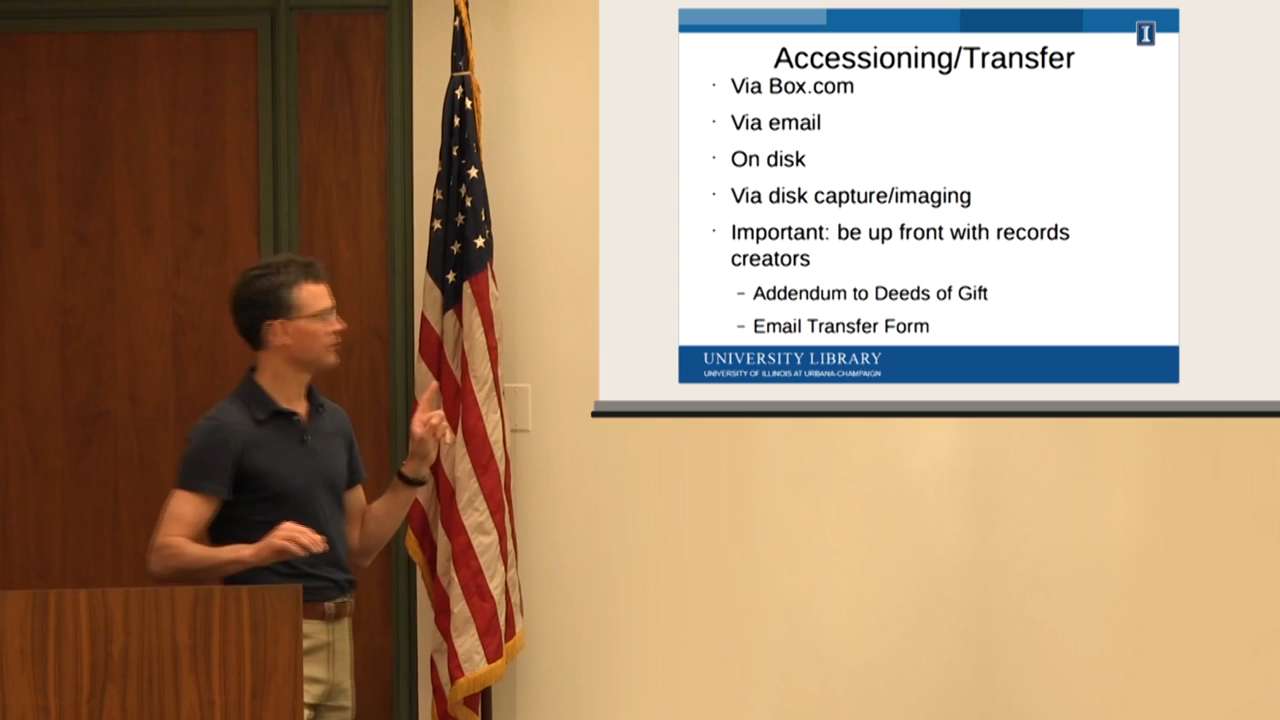 I
Accessioning/Transfer
· Via Box.com
· Via email
· On disk
· Via disk capture/imaging
· Important: be up front with records
creators
– Addendum to Deeds of Gift
– Email Transfer Form
UNIVERSITY LIBRARY
UNIVERSITY OF ILLINOIS AT URBANA-CHAMPAIGN